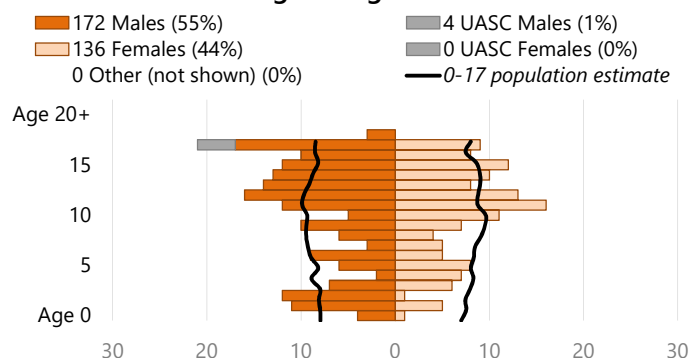 172 Males (55%)
4 UASC Males (1%)
136 Females (44%)
0 UASC Females (0%)
0 Other (not shown) (0%)
0-17 population estimate
Age 20+
15
10
5
Age 0
30 20 10 0 10 20 30